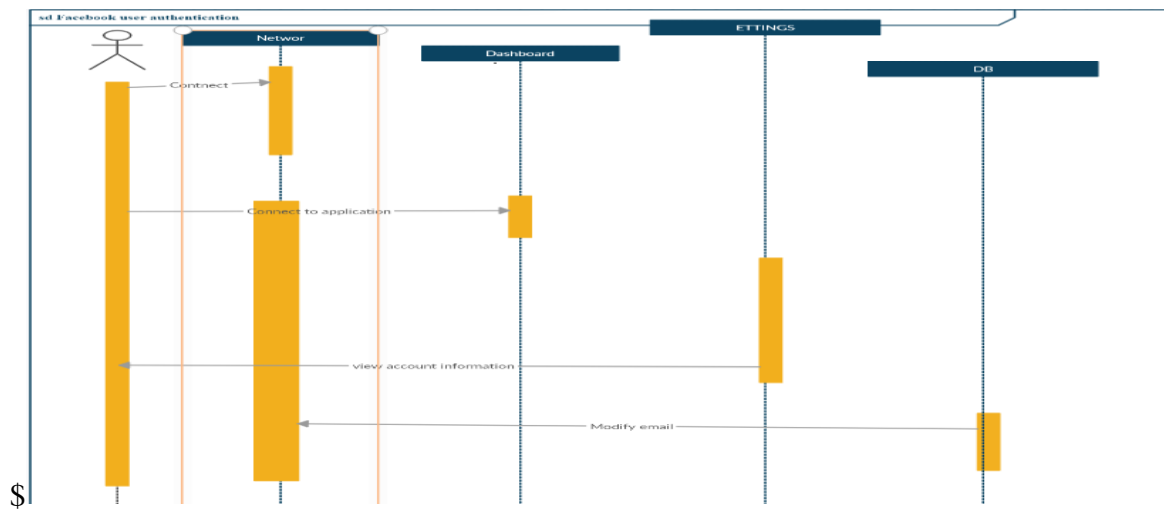 sd Facebook user authentication
ETTINGS
Networ
Dashboard
DB
Contnect
Connect to application
view account information
Modify email
$